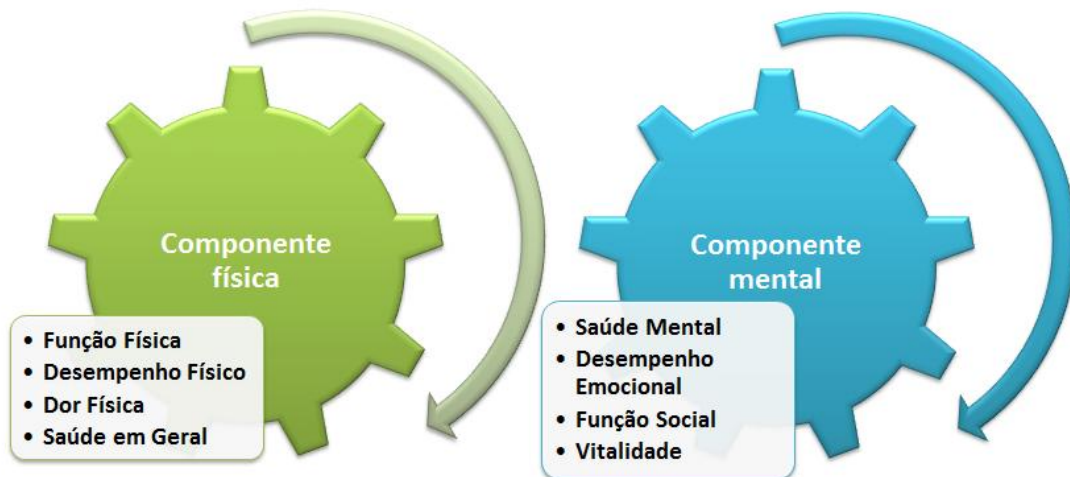 Componente
física
• Função Física
• Desempenho Físico
• Dor Física
• Saúde em Geral
Componente
mental
• Saúde Mental
• Desempenho
Emocional
• Função Social
• Vitalidade